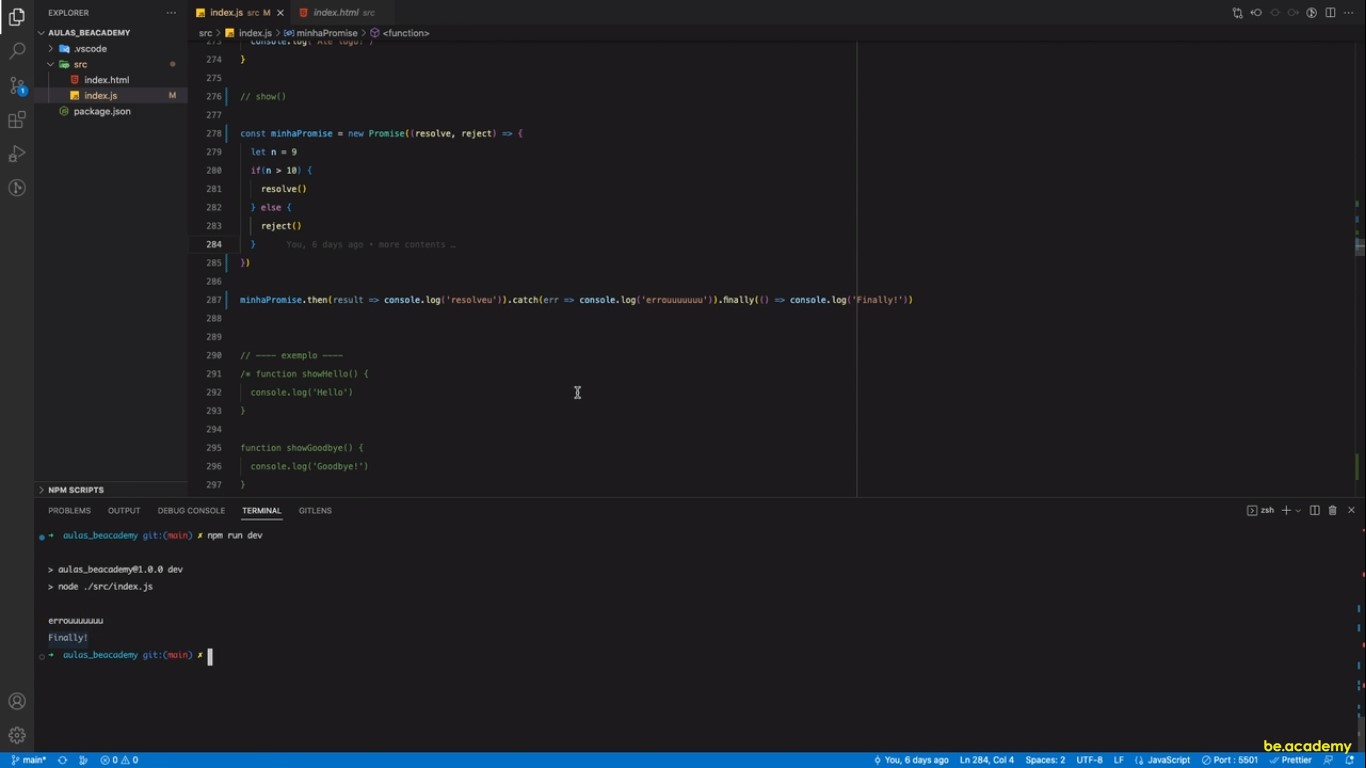 EXPLORER
index.js src M
index.html src
AULAS_BEACADEMY
src > index.js > minhaPromise > <function>
.vscode
src
index.html
index.js M
package.json
NPM SCRIPTS
274 }
275
276 // show()
277
278 const minhaPromise = new Promise((resolve, reject) => {
279 let n = 9
280 if(n > 10) {
281 resolve()
282 } else {
283 reject()
284 } You, 6 days ago • more contents …
285 })
286
287 minhaPromise.then(result => console.log('resolveu')).catch(err => console.log('errouuuuuuu')).finally(() => console.log('Finally!'))
288
289
290 // ---- exemplo ----
291 /* function showHello() {
292 console.log('Hello')
293 }
294
295 function showGoodbye() {
296 console.log('Goodbye!')
297 }
PROBLEMS OUTPUT DEBUG CONSOLE TERMINAL GITLENS
zsh
→ aulas_beacademy git:(main) ✗ npm run dev
> aulas_beacademy@1.0.0 dev
> node ./src/index.js
errouuuuuuu
Finally!
→ aulas_beacademy git:(main) ✗
be.academy
main* 0 0 You, 6 days ago Ln 284, Col 4 Spaces: 2 UTF-8 LF JavaScript Port : 5501 Prettier